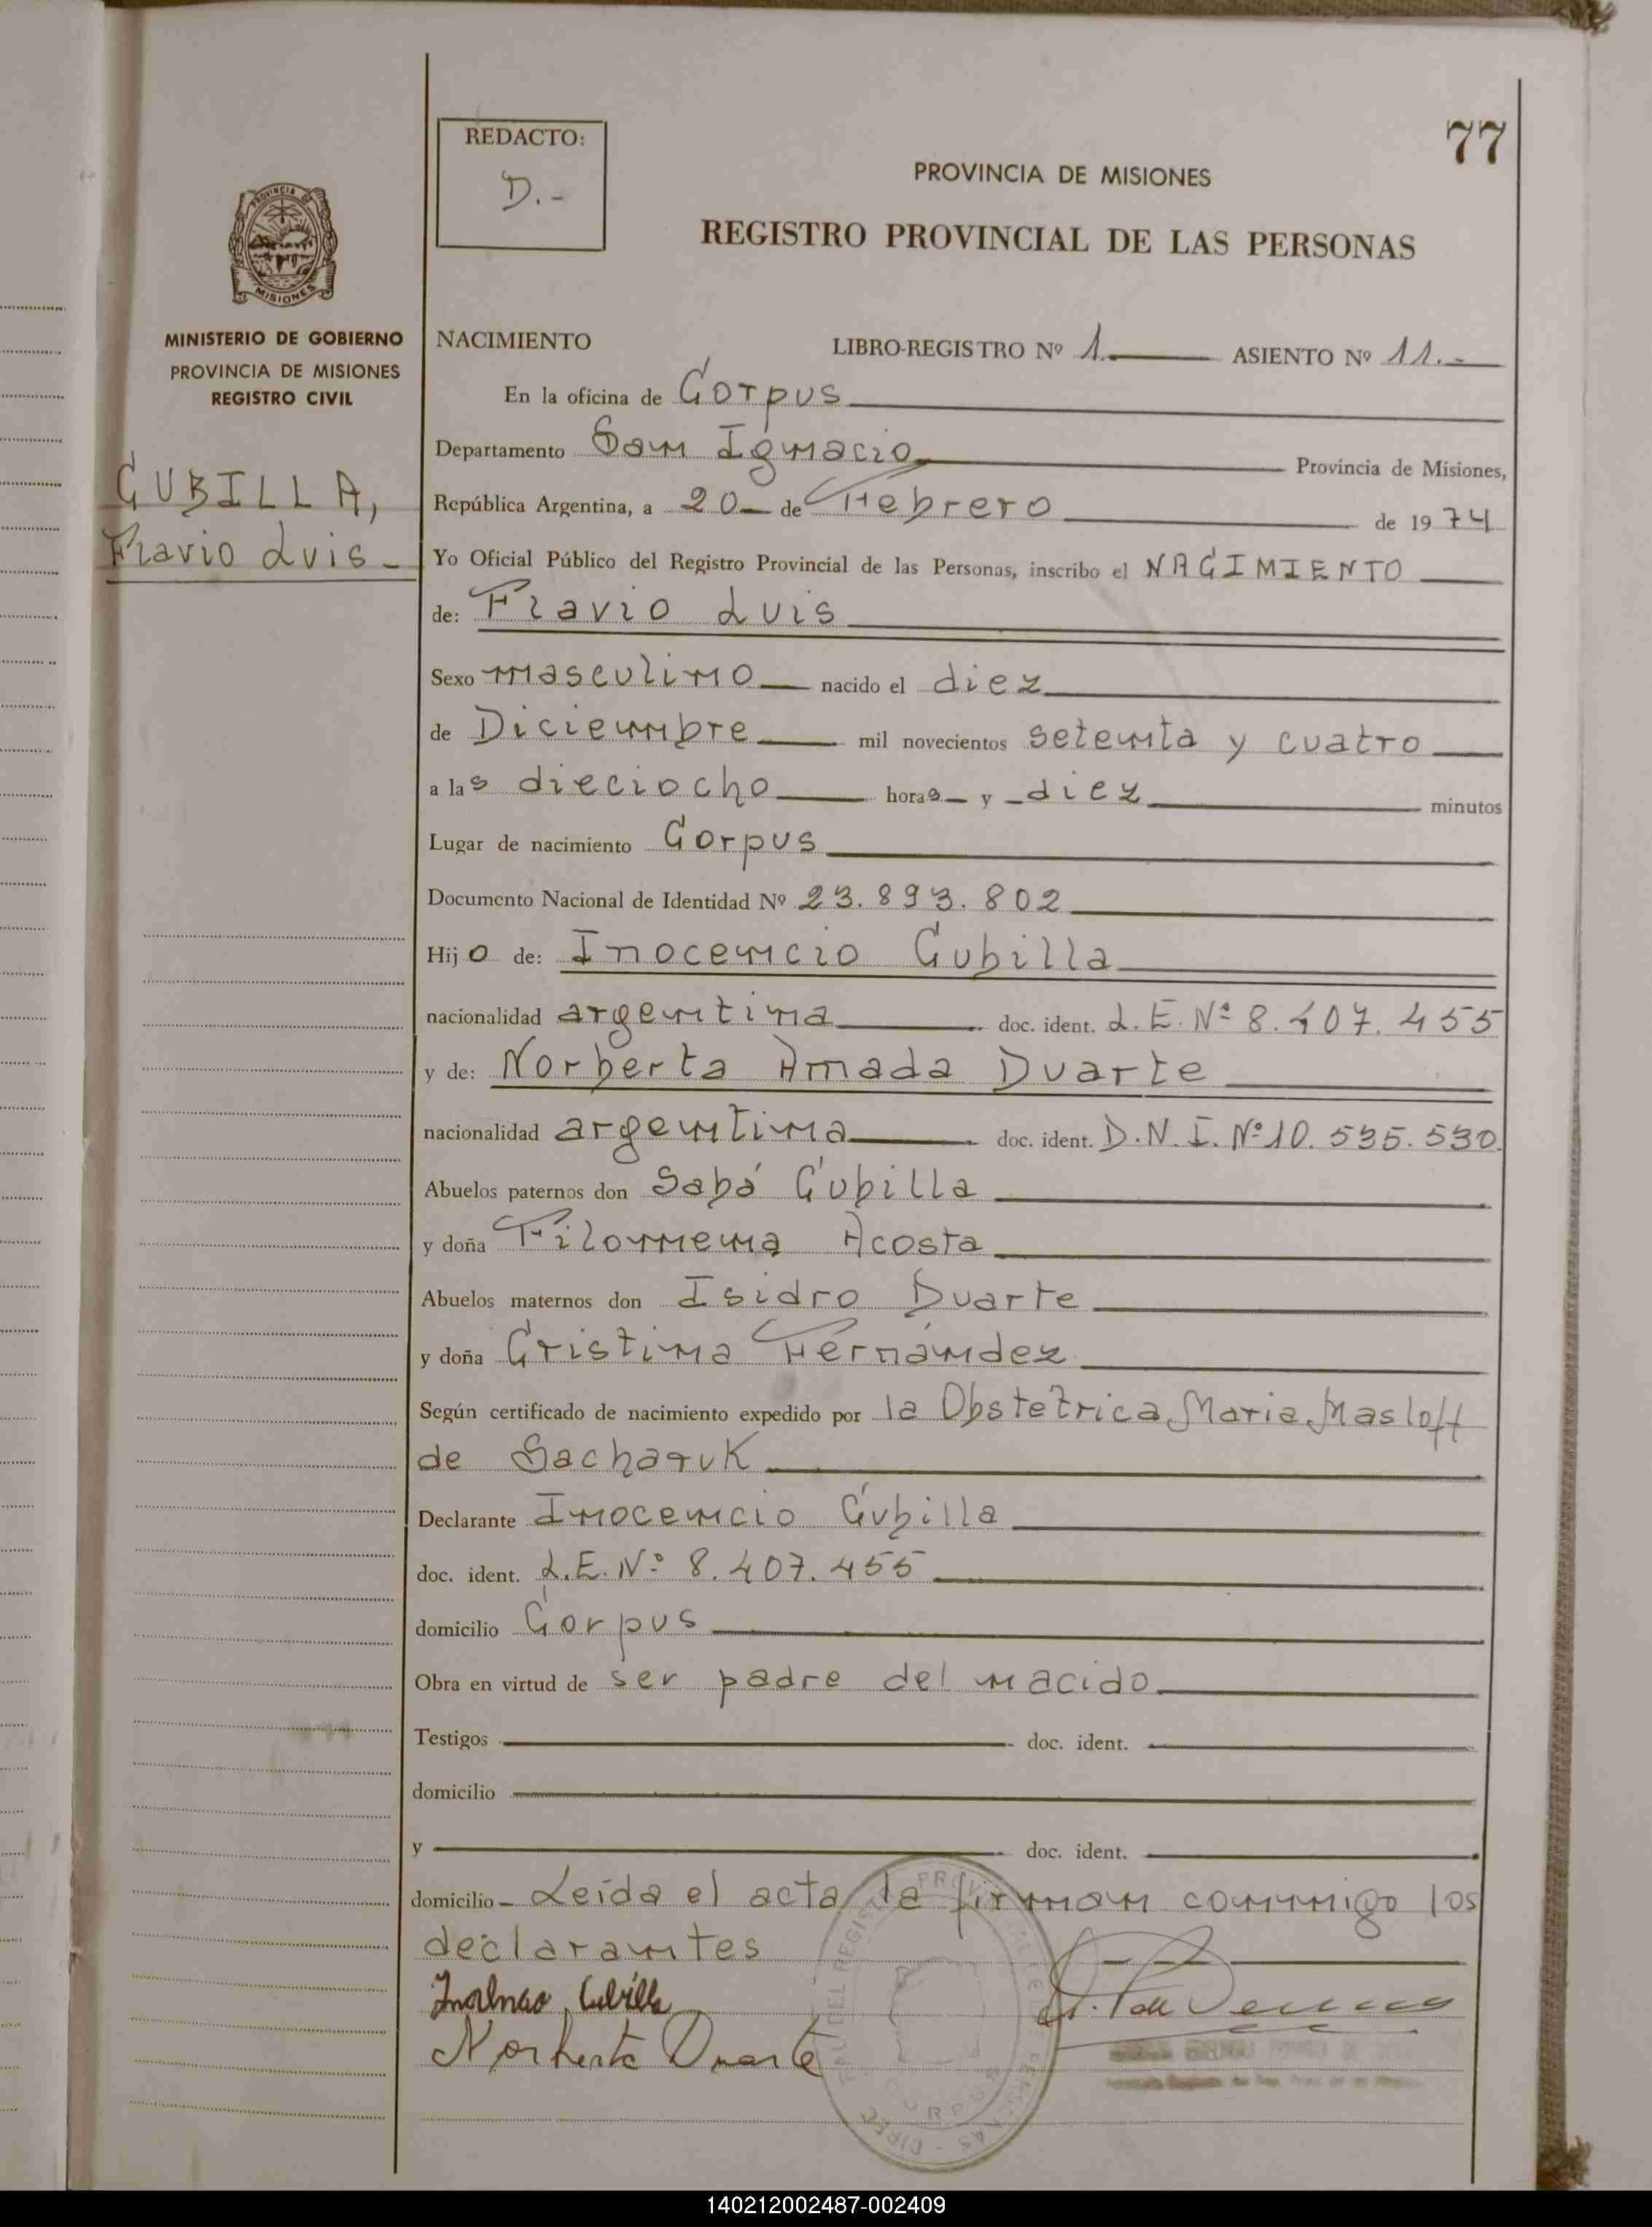 77
REDACTO:
D.-
PROVINCIA DE MISIONES
REGISTRO PROVINCIAL DE LAS PERSONAS
PROVINCIA DE
MISIONES
MINISTERIO DE GOBIERNO
PROVINCIA DE MISIONES
REGISTRO CIVIL
CUBILLA,
Flavio Luis-
NACIMIENTO LIBRO-REGISTRO Nº 1. ASIENTO Nº 11.-
En la oficina de Corpus
Departamento San Ignacio Provincia de Misiones,
República Argentina, a 20 de Febrero de 1974
Yo Oficial Público del Registro Provincial de las Personas, inscribo el NACIMIENTO
de: Flavio Luis
Sexo masculino nacido el diez
de Diciembre mil novecientos setenta y cuatro
a las dieciocho horas y diez minutos
Lugar de nacimiento Corpus
Documento Nacional de Identidad Nº 23.893.802
Hijo de: Inocencio Cubilla
nacionalidad argentina doc. ident. L.E. Nº 8.407.455
y de: Norberta Amada Duarte
nacionalidad argentina doc. ident. D.N.I. Nº 10.535.530
Abuelos paternos don Sabá Cubilla
y doña Filomena Acosta
Abuelos maternos don Isidro Duarte
y doña Cristina Fernández
Según certificado de nacimiento expedido por la Obstetrica Maria Masloff
de Sachaquk
Declarante Inocencio Cubilla
doc. ident. L.E. Nº 8.407.455
domicilio Corpus
Obra en virtud de ser padre del nacido
Testigos doc. ident.
domicilio
y doc. ident.
domicilio - Leída el acta la firman conmigo los
declarantes
Cubilla
Norberta Duarte
140212002487-002409